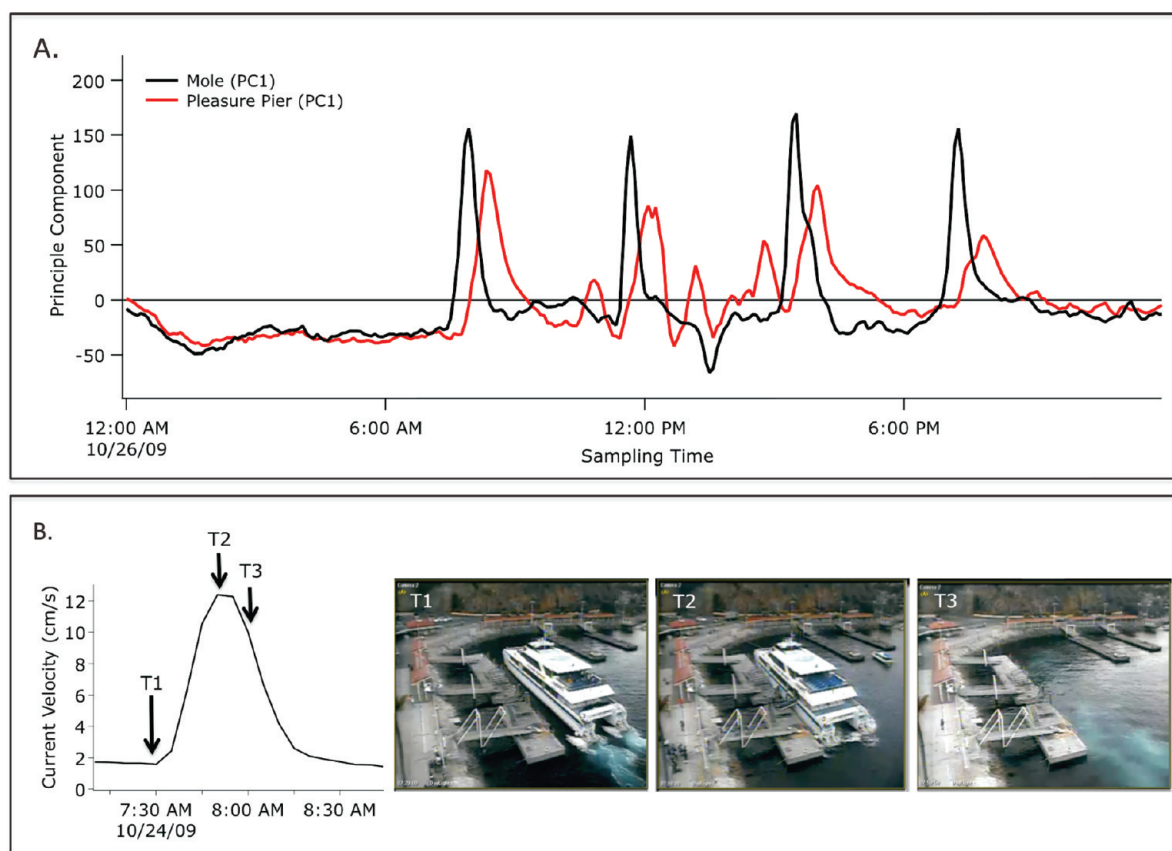 A.
Mole (PC1)
Pleasure Pier (PC1)
Principle Component
200
150
100
50
0
-50
12:00 AM
10/26/09
6:00 AM
12:00 PM
6:00 PM
Sampling Time
B.
Current Velocity (cm/s)
12
10
8
6
4
2
0
T1
T2
T3
7:30 AM
10/24/09
8:00 AM
8:30 AM
T1
T2
T3